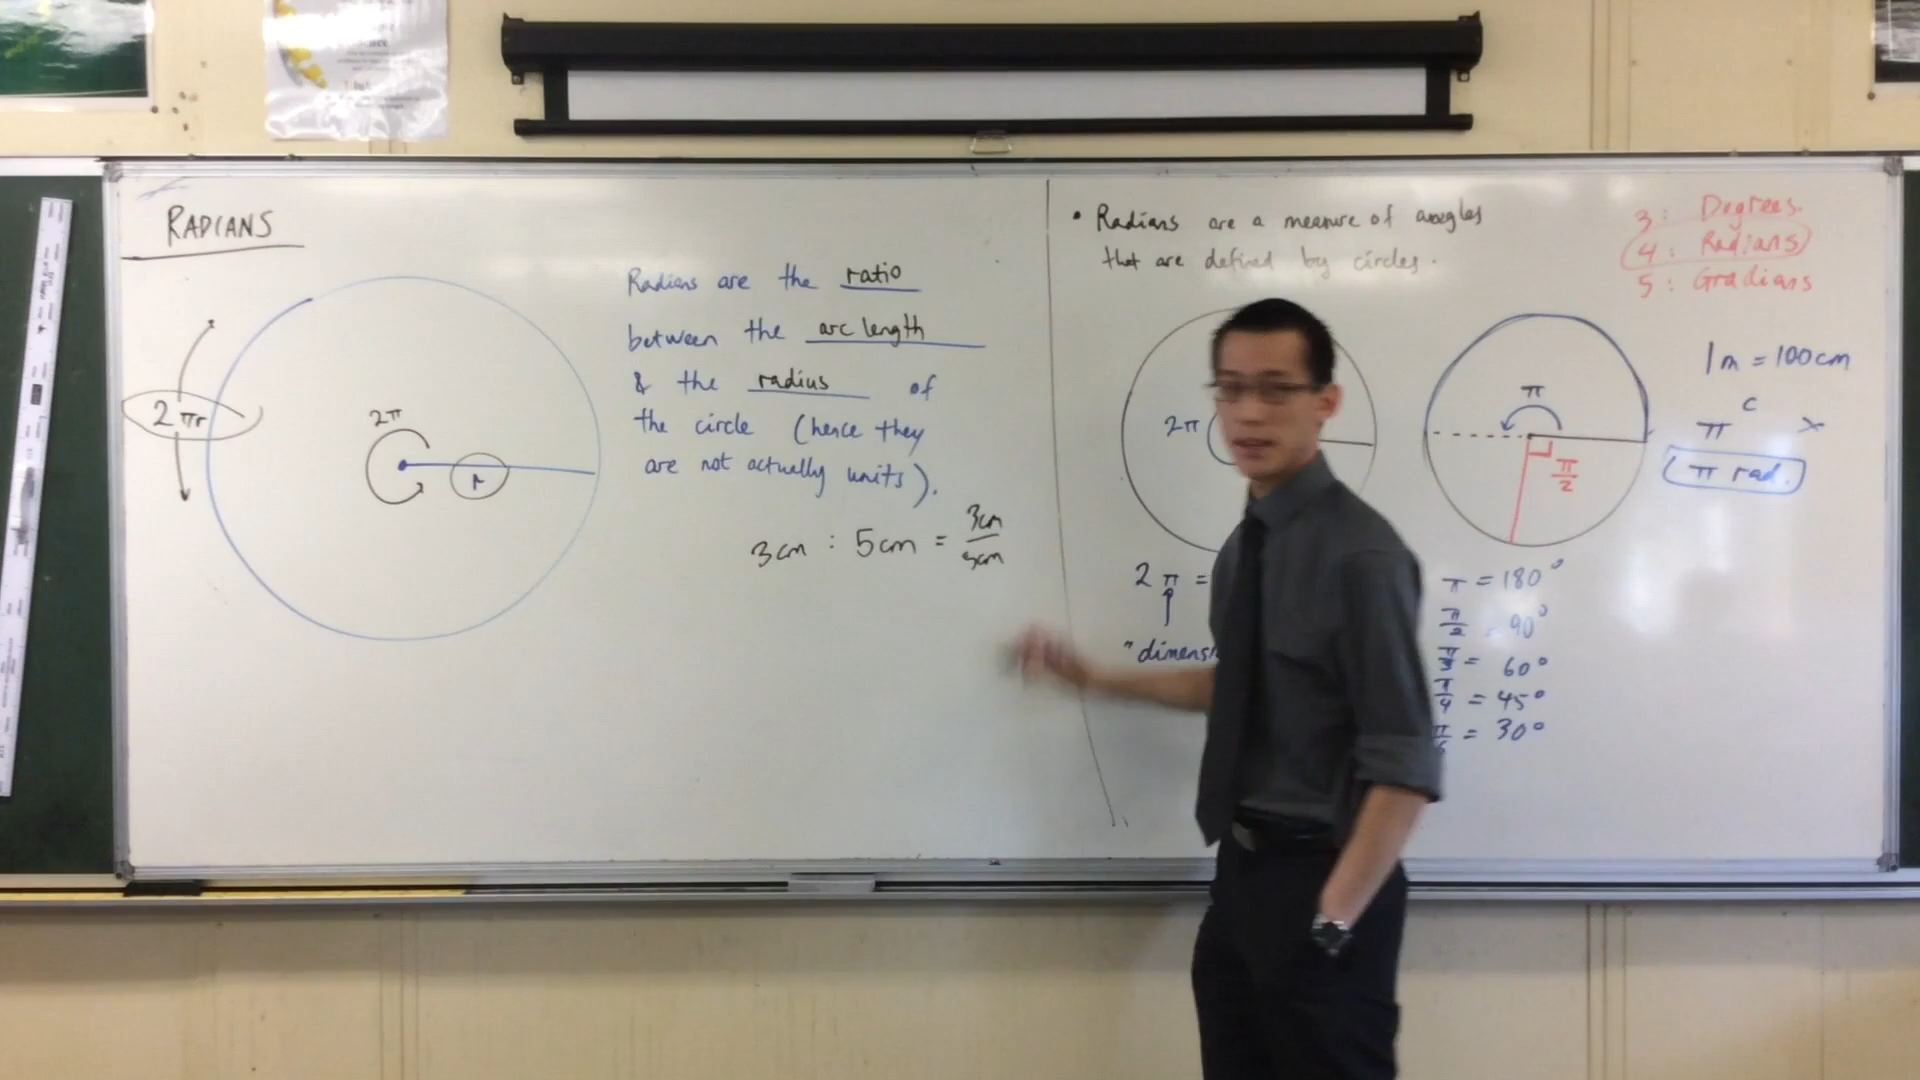 RADIANS
2πr
2π
r
Radians are the ratio
between the arc length
& the radius of
the circle (hence they
are not actually units).
3cm : 5cm = 3cm
5cm
• Radians are a measure of angles
that are defined by circles.
3: Degrees.
4: Radians
5: Gradians
2π
2π =
"dimens
π
π/2
1m = 100cm
π c
π rad.
π = 180°
π/2 = 90°
π/3 = 60°
π/4 = 45°
π/6 = 30°